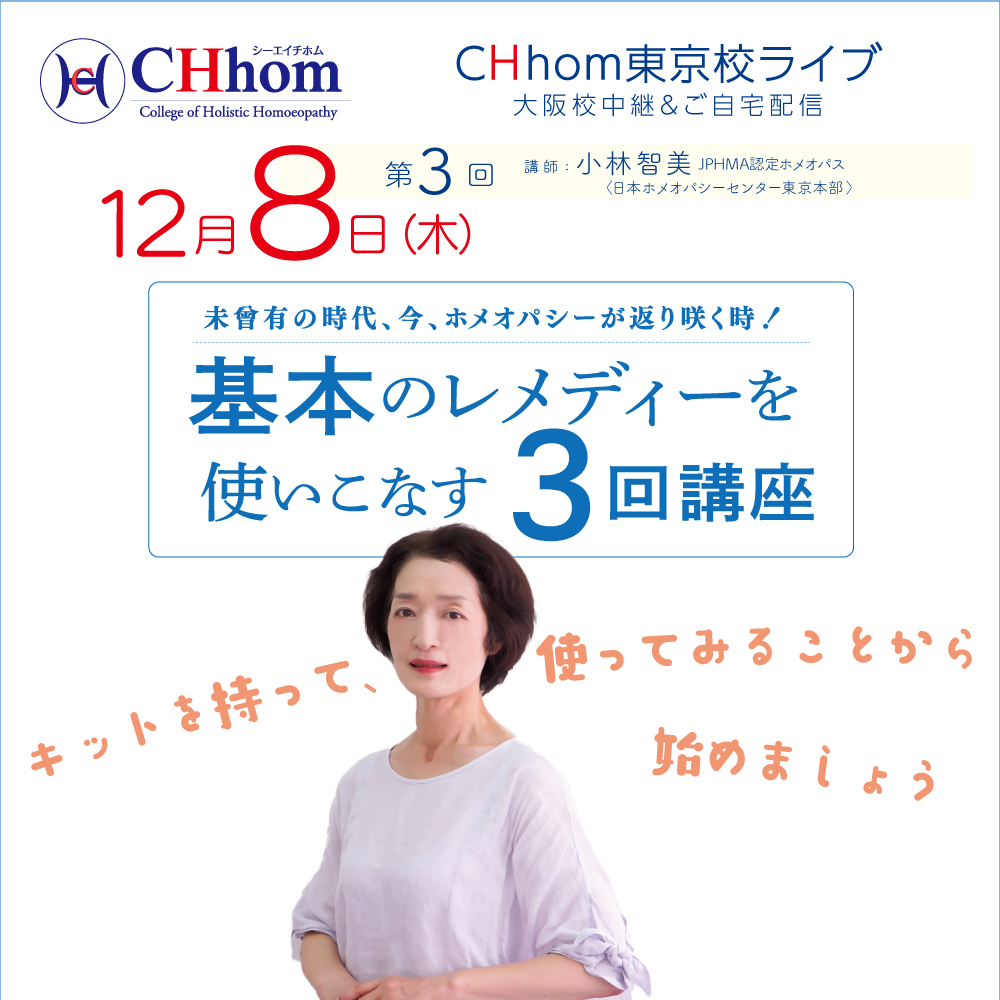 シーエイチホム
CHhom
College of Holistic Homoeopathy
CHhom東京校ライブ
大阪校中継&ご自宅配信
12月8日(木)
第3回
講師:小林智美 JPHMA認定ホメオパス
〈日本ホメオパシーセンター東京本部〉
未曾有の時代、今、ホメオパシーが返り咲く時!
基本のレメディーを
使いこなす3回講座
キットを持って、使ってみることから
始めましょう